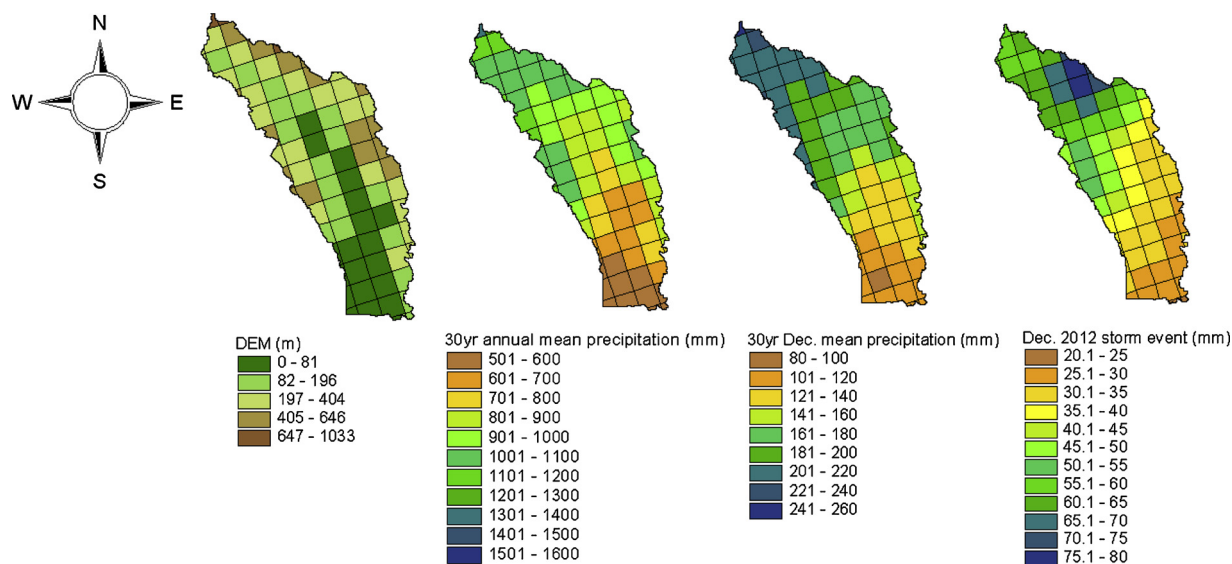 N
W
E
S
DEM (m)
0 - 81
82 - 196
197 - 404
405 - 646
647 - 1033
30yr annual mean precipitation (mm)
501 - 600
601 - 700
701 - 800
801 - 900
901 - 1000
1001 - 1100
1101 - 1200
1201 - 1300
1301 - 1400
1401 - 1500
1501 - 1600
30yr Dec. mean precipitation (mm)
80 - 100
101 - 120
121 - 140
141 - 160
161 - 180
181 - 200
201 - 220
221 - 240
241 - 260
Dec. 2012 storm event (mm)
20.1 - 25
25.1 - 30
30.1 - 35
35.1 - 40
40.1 - 45
45.1 - 50
50.1 - 55
55.1 - 60
60.1 - 65
65.1 - 70
70.1 - 75
75.1 - 80